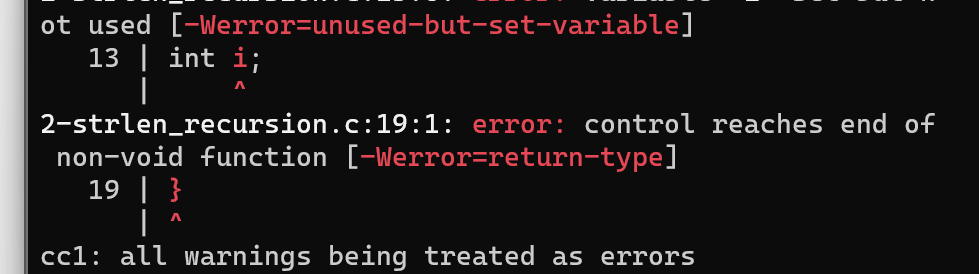 ot used [-Werror=unused-but-set-variable]
13 | int i;
| ^
2-strlen_recursion.c:19:1: error: control reaches end of
non-void function [-Werror=return-type]
19 | }
| ^
cc1: all warnings being treated as errors